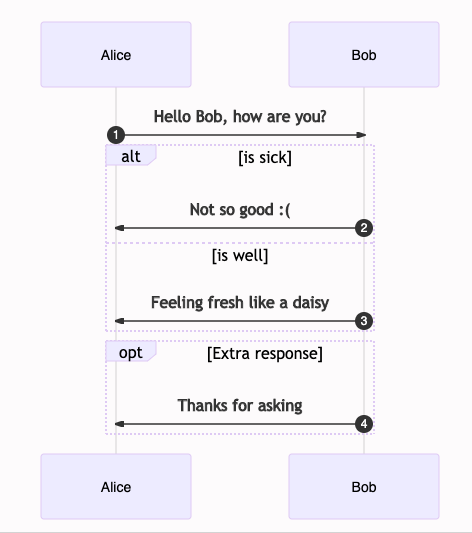 Alice
Bob
Hello Bob, how are you?
1
alt
[is sick]
Not so good :(
2
[is well]
Feeling fresh like a daisy
3
opt
[Extra response]
Thanks for asking
4
Alice
Bob